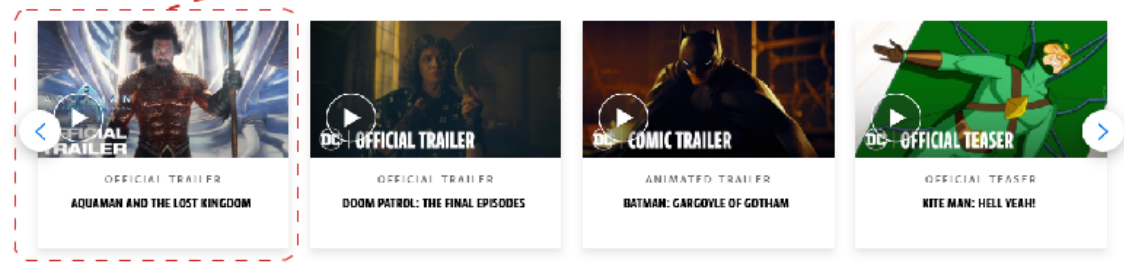 OFFICIAL
TRAILER
OFFICIAL TRAILER
AQUAMAN AND THE LOST KINGDOM
DC OFFICIAL TRAILER
OFFICIAL TRAILER
DOOM PATROL: THE FINAL EPISODES
DC COMIC TRAILER
ANIMATED TRAILER
BATMAN: GARGOYLE OF GOTHAM
DC OFFICIAL TEASER
OFFICIAL TEASER
KITE MAN: HELL YEAH!